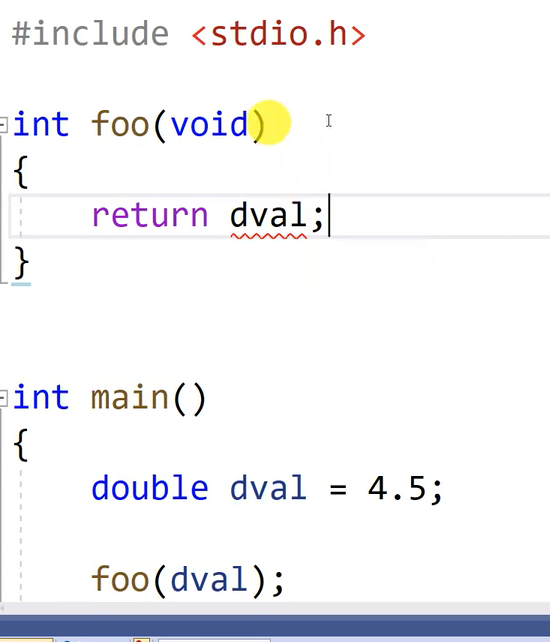 #include <stdio.h>
int foo(void)
{
return dval;
}
int main()
{
double dval = 4.5;
foo(dval);